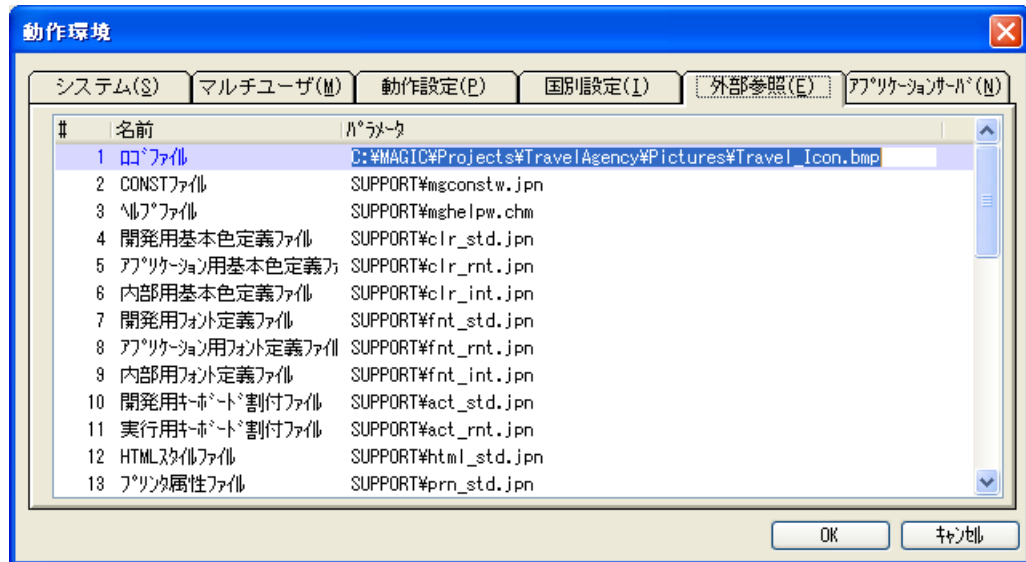 動作環境
システム(S) マルチユーザ(M) 動作設定(P) 国別設定(I) 外部参照(E) アプリケーションサーバ(N)
# 名前 パラメータ
1 ロゴファイル C:¥MAGIC¥Projects¥TravelAgency¥Pictures¥Travel_Icon.bmp
2 CONSTファイル SUPPORT¥mgconstw.jpn
3 ヘルプファイル SUPPORT¥mghelpw.chm
4 開発用基本色定義ファイル SUPPORT¥clr_std.jpn
5 アプリケーション用基本色定義フ SUPPORT¥clr_rnt.jpn
6 内部用基本色定義ファイル SUPPORT¥clr_int.jpn
7 開発用フォント定義ファイル SUPPORT¥fnt_std.jpn
8 アプリケーション用フォント定義ファイル SUPPORT¥fnt_rnt.jpn
9 内部用フォント定義ファイル SUPPORT¥fnt_int.jpn
10 開発用キーボード割付ファイル SUPPORT¥act_std.jpn
11 実行用キーボード割付ファイル SUPPORT¥act_rnt.jpn
12 HTMLスタイルファイル SUPPORT¥html_std.jpn
13 プリンタ属性ファイル SUPPORT¥prn_std.jpn
OK キャンセル